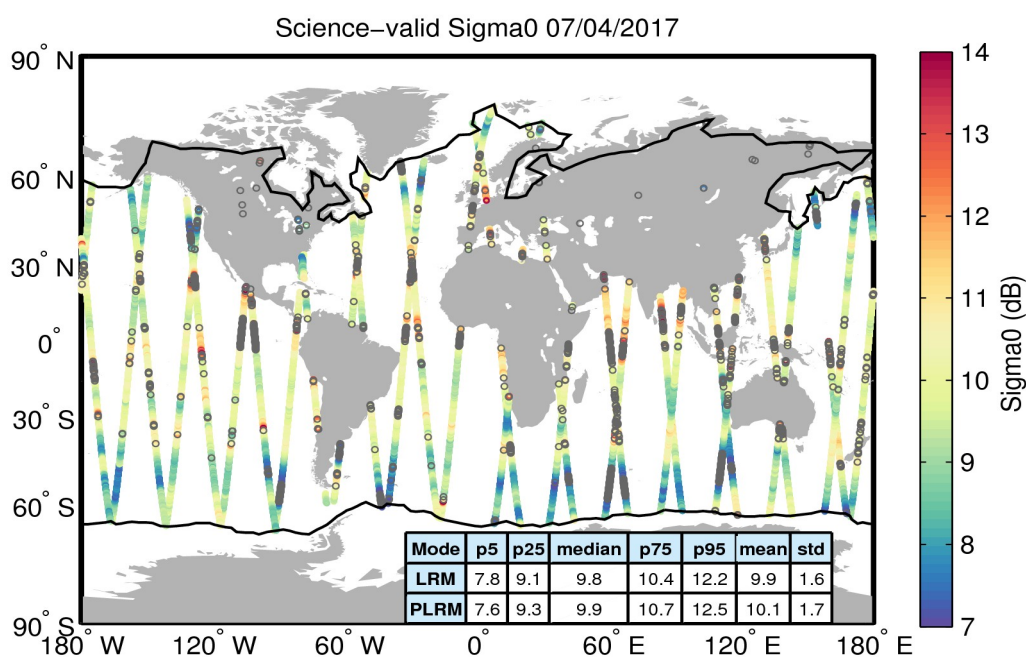 Science−valid Sigma0 07/04/2017
90° N
60° N
30° N
0°
30° S
60° S
90° S
180° W
120° W
60° W
0°
60° E
120° E
180° E
14
13
12
11
10
9
8
7
Sigma0 (dB)
Mode p5 p25 median p75 p95 mean std
LRM 7.8 9.1 9.8 10.4 12.2 9.9 1.6
PLRM 7.6 9.3 9.9 10.7 12.5 10.1 1.7